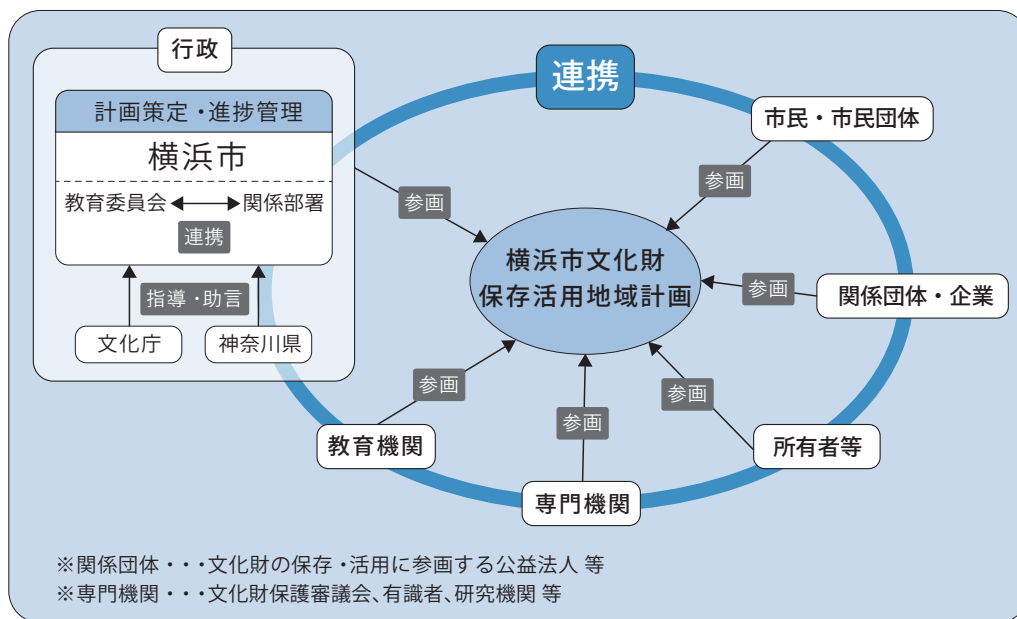 行政
連携
計画策定・進捗管理
横浜市
教育委員会
関係部署
連携
指導・助言
文化庁
神奈川県
参画
市民・市民団体
参画
横浜市文化財
保存活用地域計画
参画
関係団体・企業
参画
教育機関
参画
専門機関
参画
所有者等
※関係団体・・・文化財の保存・活用に参画する公益法人 等
※専門機関・・・文化財保護審議会、有識者、研究機関 等